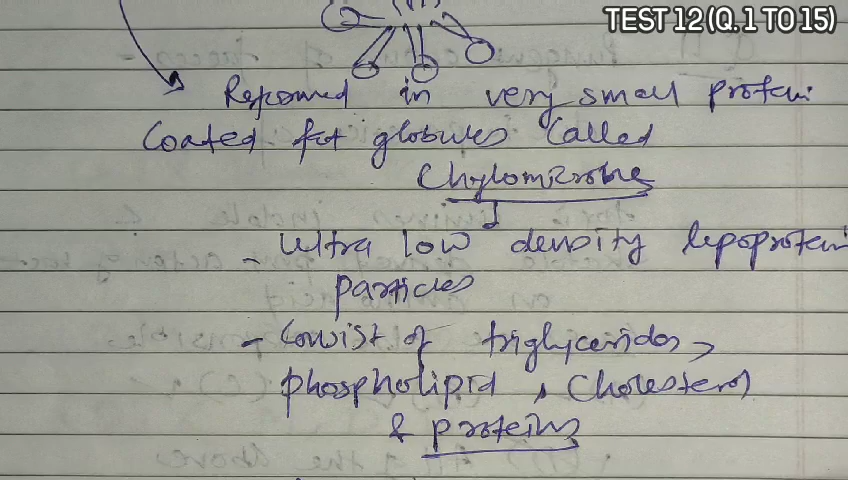 TEST 12 (Q. 1 TO 15)
Reformed in very small protein
Coated fat globules Called
Chylomicrons
- Ultra low density lipoprotein
particles
- Consist of triglycerides,
phospholipid, Cholesterol
& proteins